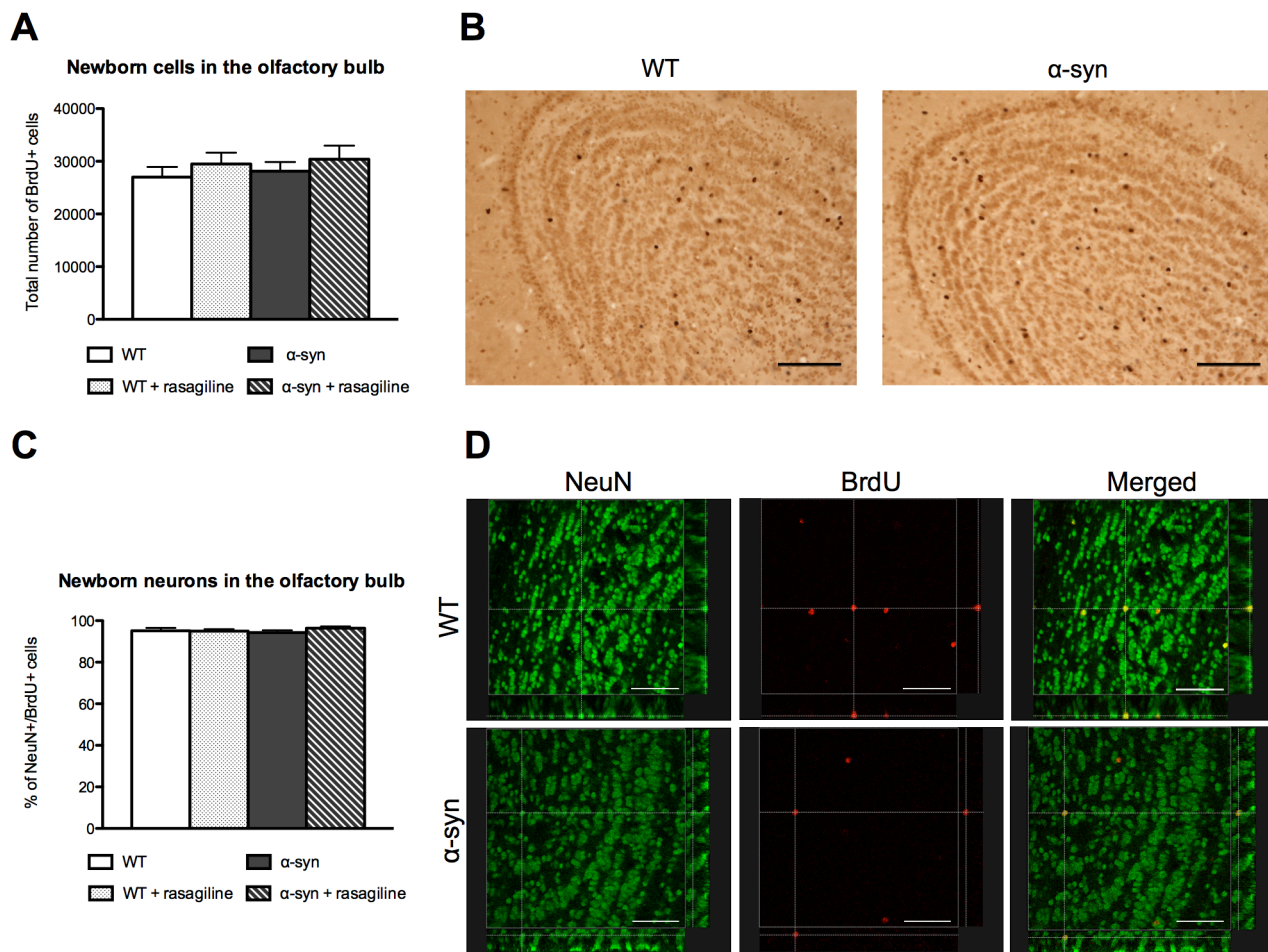 A
Newborn cells in the olfactory bulb
Total number of BrdU+ cells
40000
30000
20000
10000
0
WT
α-syn
WT + rasagiline
α-syn + rasagiline
B
WT
α-syn
C
Newborn neurons in the olfactory bulb
% of NeuN+/BrdU+ cells
100
80
60
40
20
0
WT
α-syn
WT + rasagiline
α-syn + rasagiline
D
NeuN
BrdU
Merged
WT
α-syn